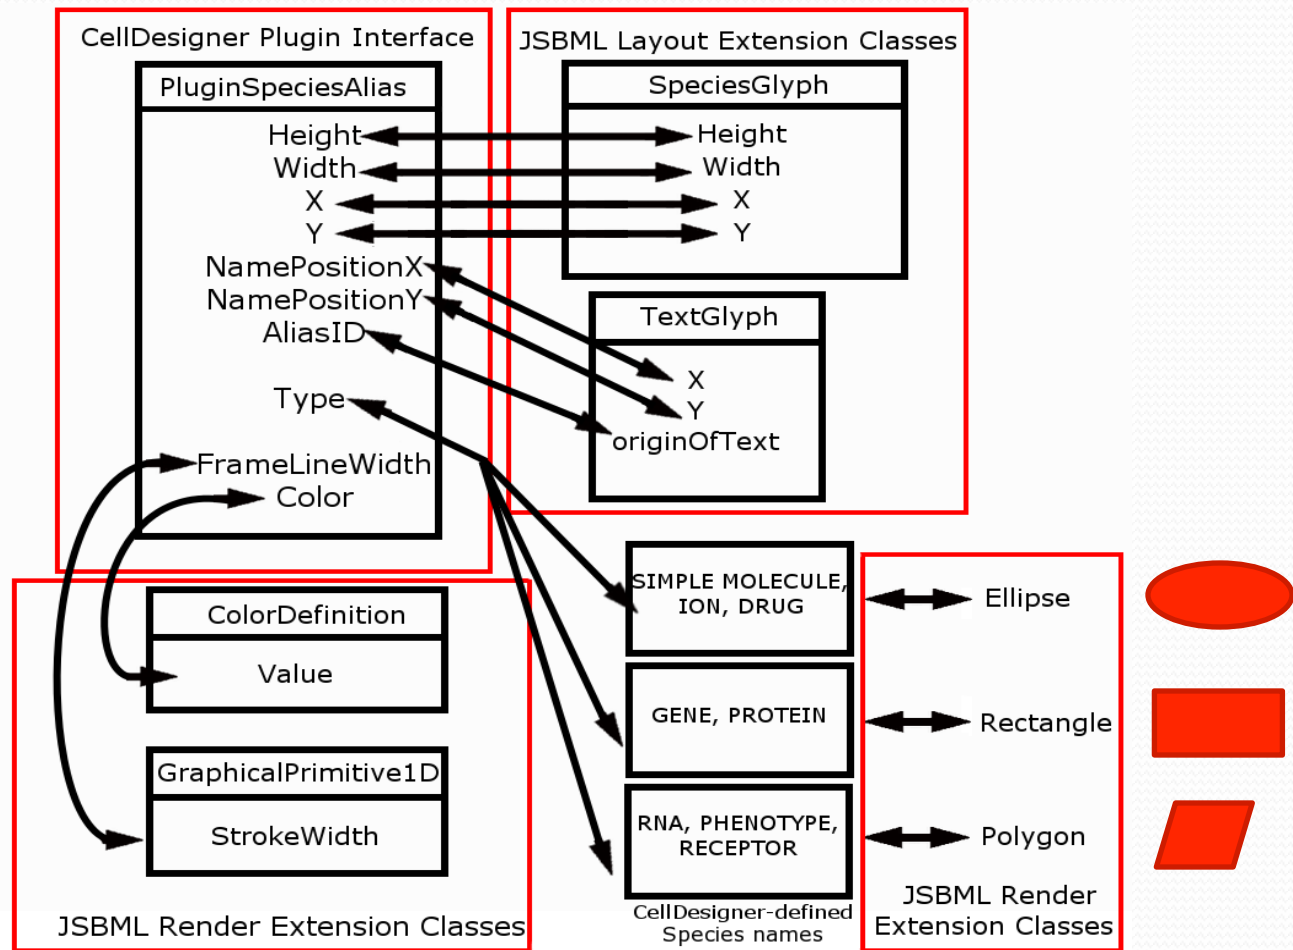 CellDesigner Plugin Interface
PluginSpeciesAlias
Height
Width
X
Y
NamePositionX
NamePositionY
AliasID
Type
FrameLineWidth
Color
JSBML Layout Extension Classes
SpeciesGlyph
Height
Width
X
Y
TextGlyph
X
Y
originOfText
ColorDefinition
Value
GraphicalPrimitive1D
StrokeWidth
JSBML Render Extension Classes
SIMPLE MOLECULE,
ION, DRUG
GENE, PROTEIN
RNA, PHENOTYPE,
RECEPTOR
CellDesigner-defined
Species names
Ellipse
Rectangle
Polygon
JSBML Render
Extension Classes